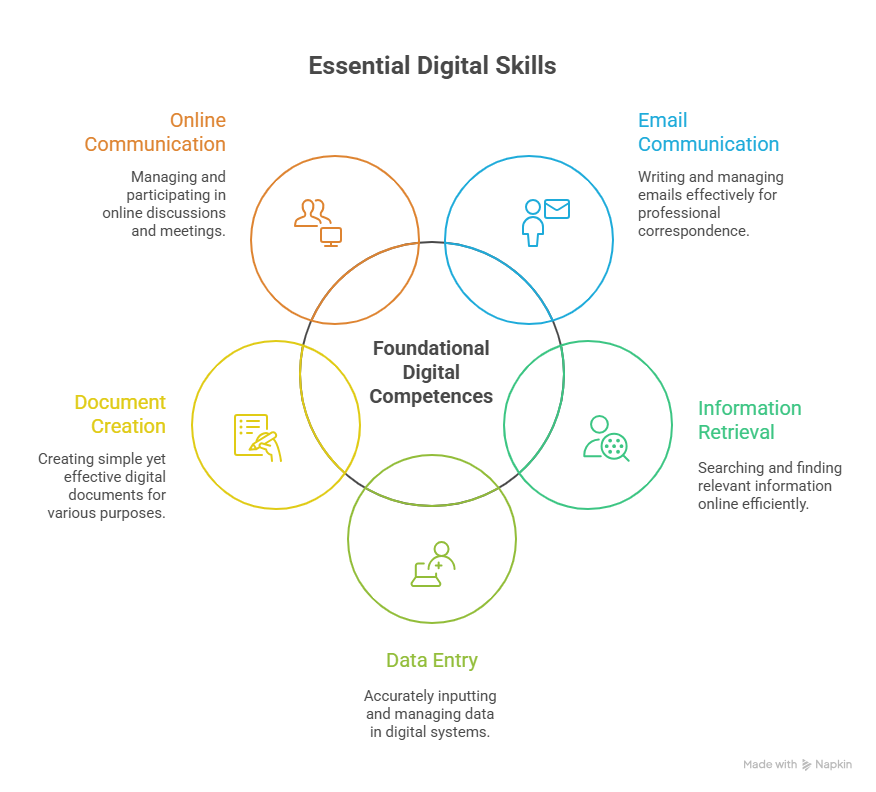 Essential Digital Skills
Online
Communication
Managing and
participating in
online discussions
and meetings.
Email
Communication
Writing and managing
emails effectively for
professional
correspondence.
Foundational
Digital
Competences
Document
Creation
Creating simple yet
effective digital
documents for
various purposes.
Information
Retrieval
Searching and finding
relevant information
online efficiently.
Data Entry
Accurately inputting
and managing data
in digital systems.
Made with Napkin